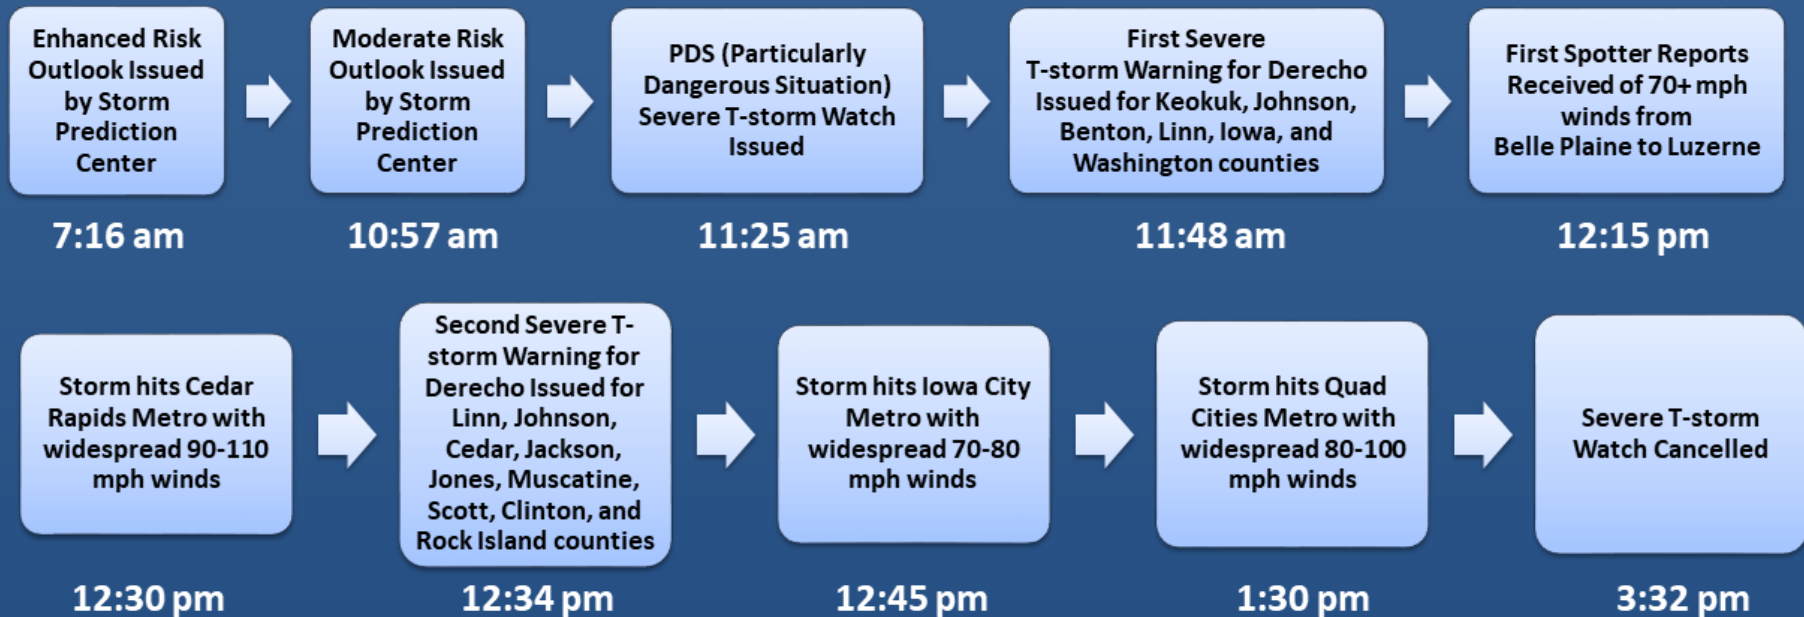 Enhanced Risk
Outlook Issued
by Storm
Prediction
Center
7:16 am
Moderate Risk
Outlook Issued
by Storm
Prediction
Center
10:57 am
PDS (Particularly
Dangerous Situation)
Severe T-storm Watch
Issued
11:25 am
First Severe
T-storm Warning for Derecho
Issued for Keokuk, Johnson,
Benton, Linn, Iowa, and
Washington counties
11:48 am
First Spotter Reports
Received of 70+ mph
winds from
Belle Plaine to Luzerne
12:15 pm
Storm hits Cedar
Rapids Metro with
widespread 90-110
mph winds
12:30 pm
Second Severe T-
storm Warning for
Derecho Issued for
Linn, Johnson,
Cedar, Jackson,
Jones, Muscatine,
Scott, Clinton, and
Rock Island counties
12:34 pm
Storm hits Iowa City
Metro with
widespread 70-80
mph winds
12:45 pm
Storm hits Quad
Cities Metro with
widespread 80-100
mph winds
1:30 pm
Severe T-storm
Watch Cancelled
3:32 pm